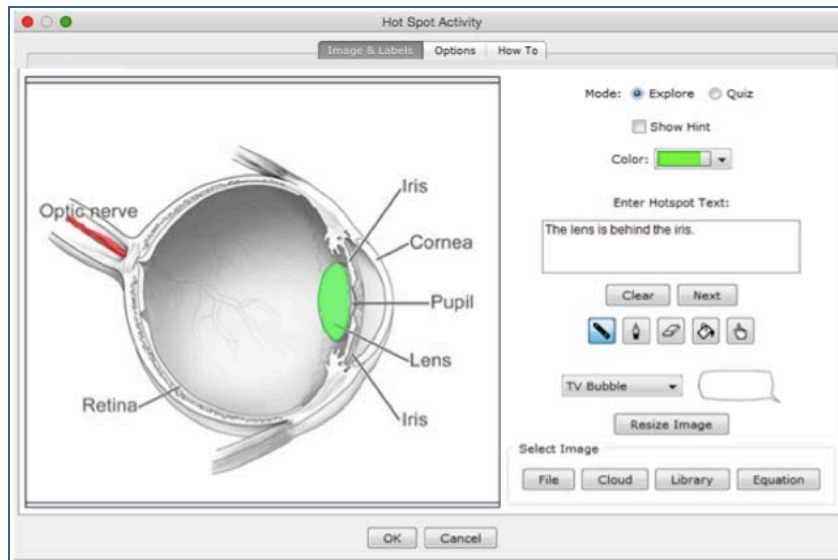 Hot Spot Activity
Image & Labels Options How To
Mode: Explore Quiz
Show Hint
Color:
Enter Hotspot Text:
The lens is behind the iris.
Clear Next
TV Bubble
Resize Image
Select Image
File Cloud Library Equation
Optic nerve
Iris
Cornea
Pupil
Lens
Retina
Iris
OK Cancel